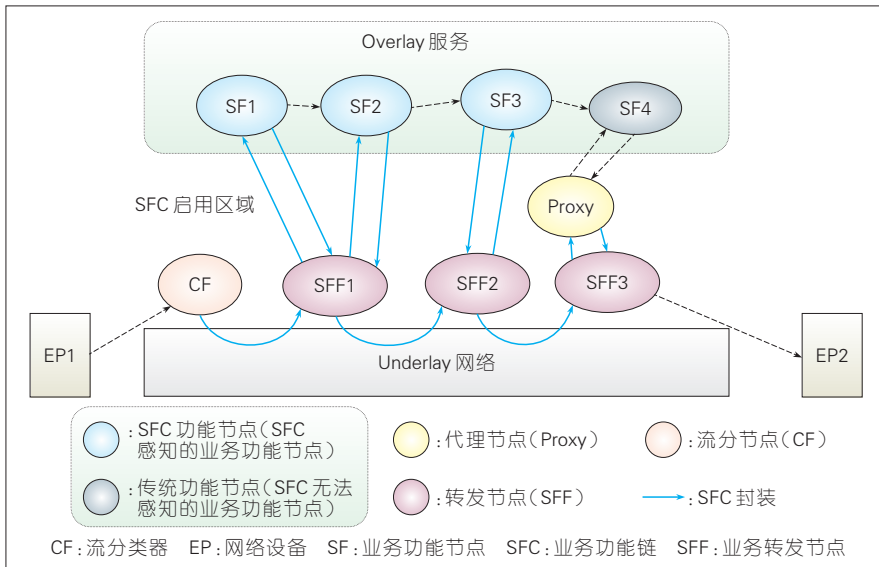 Overlay 服务
SF1
SF2
SF3
SF4
SFC 启用区域
Proxy
CF
SFF1
SFF2
SFF3
EP1
EP2
Underlay 网络
:SFC 功能节点(SFC
感知的业务功能节点)
:代理节点(Proxy)
:流分节点(CF)
:传统功能节点(SFC 无法
感知的业务功能节点)
:转发节点(SFF)
:SFC 封装
CF:流分类器 EP:网络设备 SF:业务功能节点 SFC:业务功能链 SFF:业务转发节点